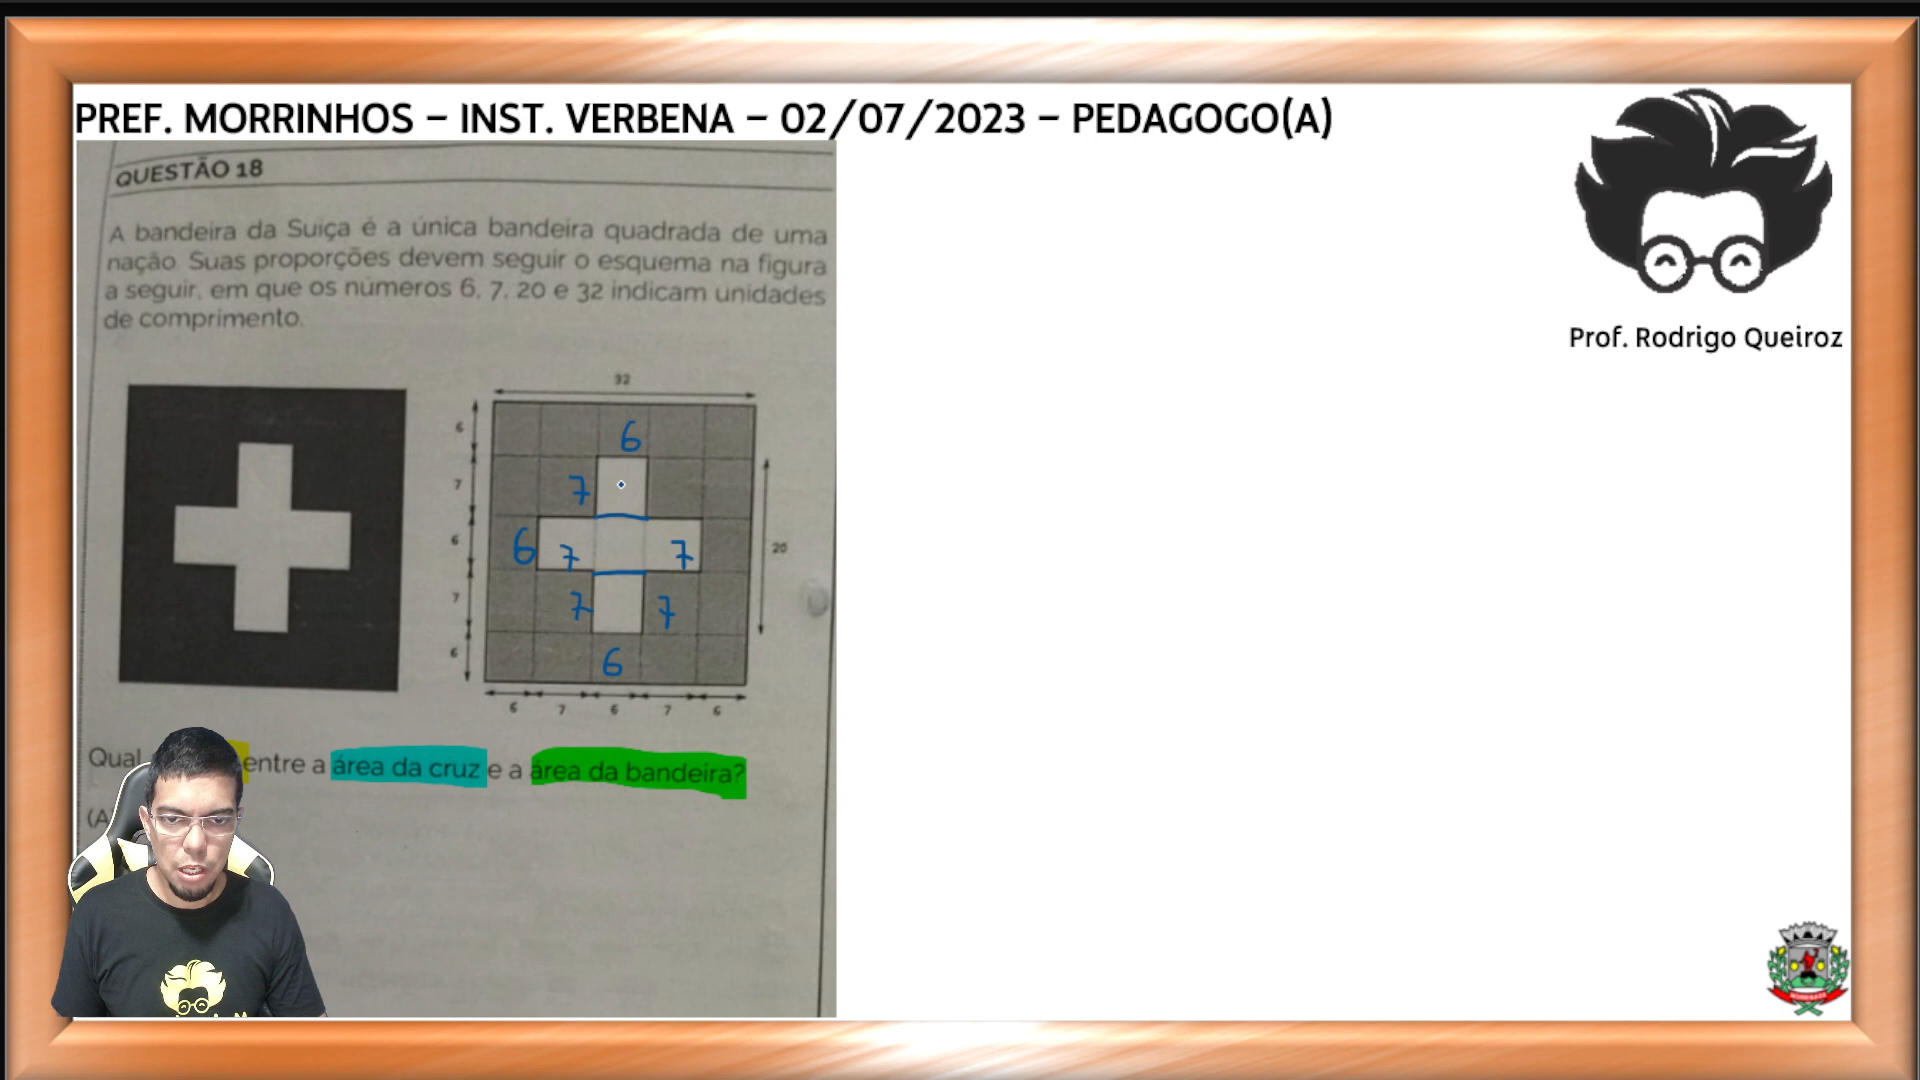 PREF. MORRINHOS – INST. VERBENA – 02/07/2023 – PEDAGOGO(A)
QUESTÃO 18
A bandeira da Suiça é a única bandeira quadrada de uma
nação. Suas proporções devem seguir o esquema na figura
a seguir, em que os números 6, 7, 20 e 32 indicam unidades
de comprimento.
32
6
7
6
7
6
6
7
6 7 7
7 7
6
20
6 7 6 7 6
Qual entre a área da cruz e a área da bandeira?
(A
Prof. Rodrigo Queiroz